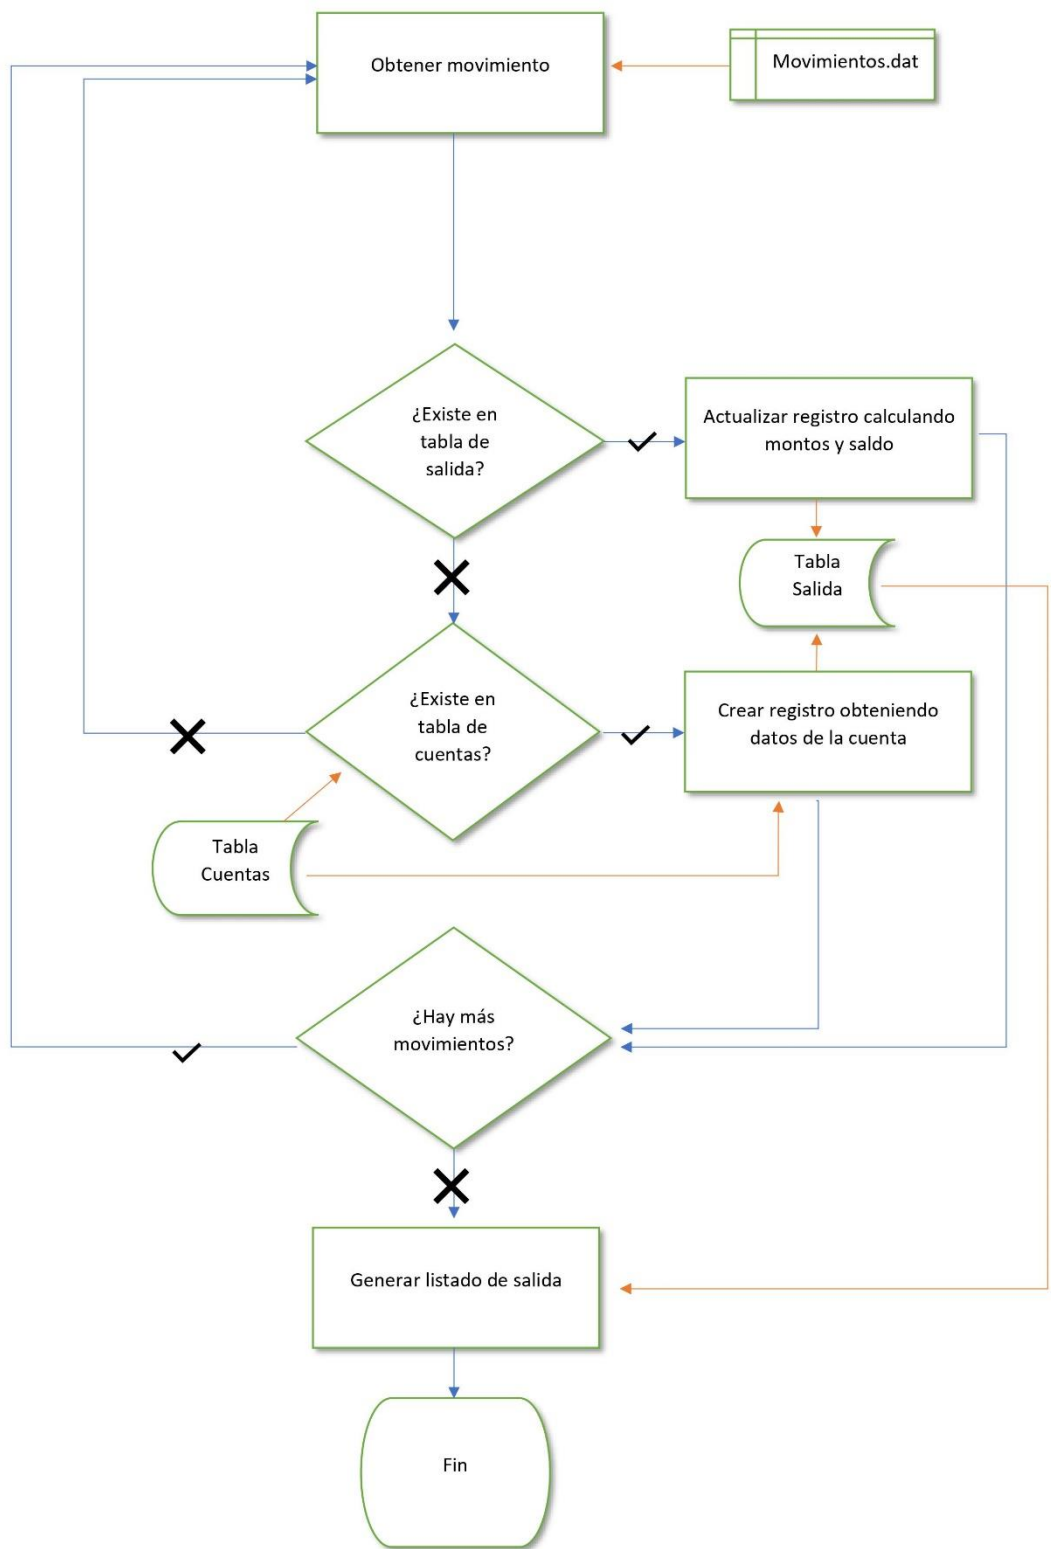 Obtener movimiento
Movimientos.dat
¿Existe en
tabla de
salida?
Actualizar registro calculando
montos y saldo
Tabla
Salida
¿Existe en
tabla de
cuentas?
Crear registro obteniendo
datos de la cuenta
Tabla
Cuentas
¿Hay más
movimientos?
Generar listado de salida
Fin